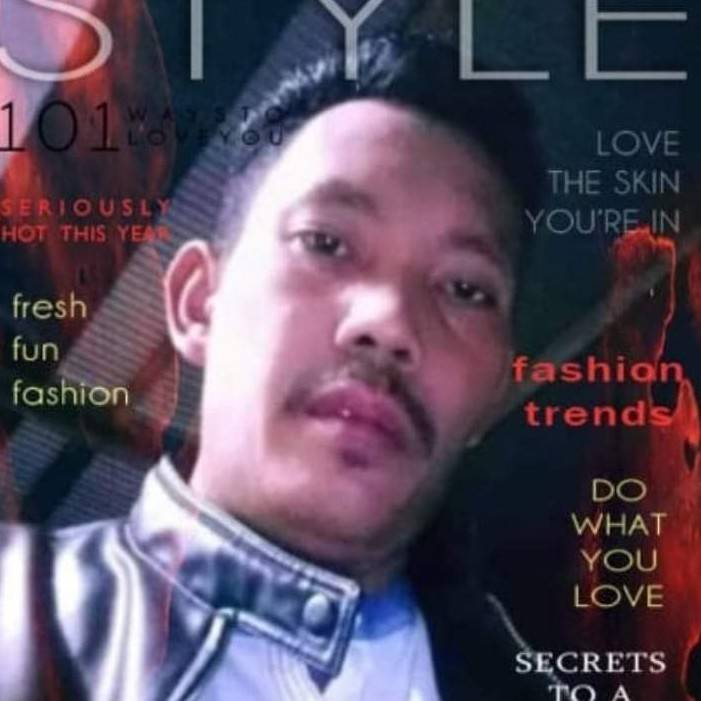 STYLE
101 WAYS TO
LOVE YOU
LOVE
THE SKIN
YOU'RE IN
SERIOUSLY
HOT THIS YEAR
fresh
fun
fashion
fashion
trends
DO
WHAT
YOU
LOVE
SECRETS
TO A